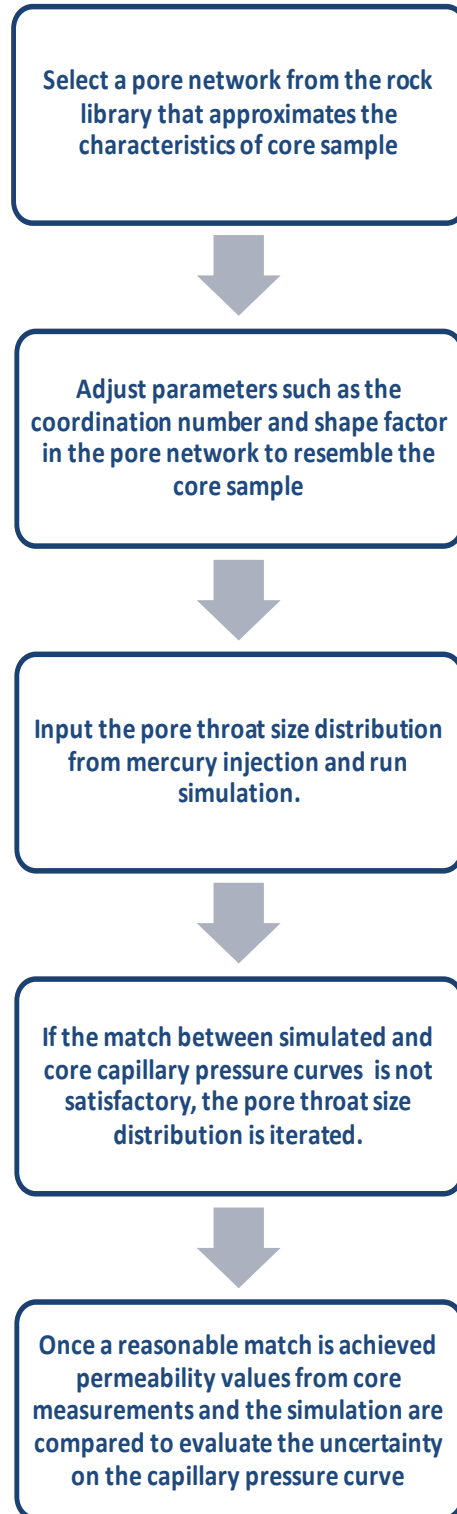 Select a pore network from the rock
library that approximates the
characteristics of core sample
Adjust parameters such as the
coordination number and shape factor
in the pore network to resemble the
core sample
Input the pore throat size distribution
from mercury injection and run
simulation.
If the match between simulated and
core capillary pressure curves is not
satisfactory, the pore throat size
distribution is iterated.
Once a reasonable match is achieved
permeability values from core
measurements and the simulation are
compared to evaluate the uncertainty
on the capillary pressure curve